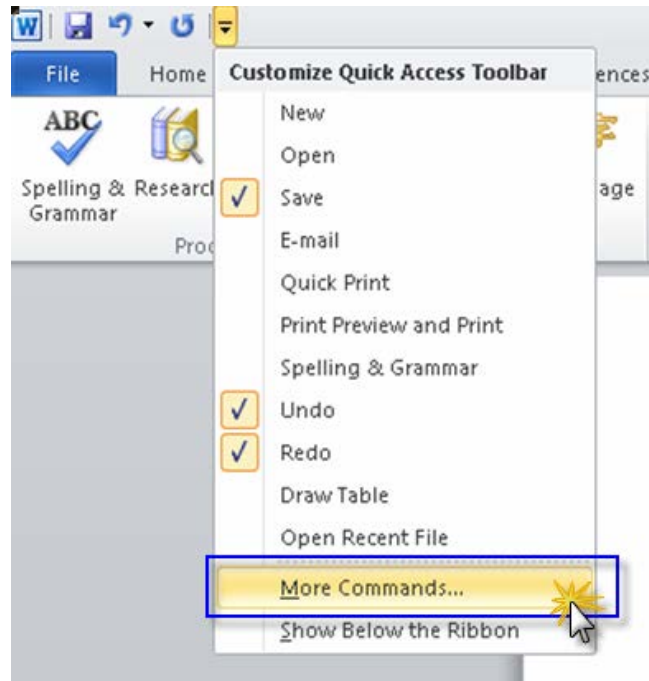 W
File Home
Customize Quick Access Toolbar
ences
ABC
Spelling &
Grammar
Research
age
New
Open
Save
E-mail
Quick Print
Print Preview and Print
Spelling & Grammar
Undo
Redo
Draw Table
Open Recent File
More Commands...
Show Below the Ribbon